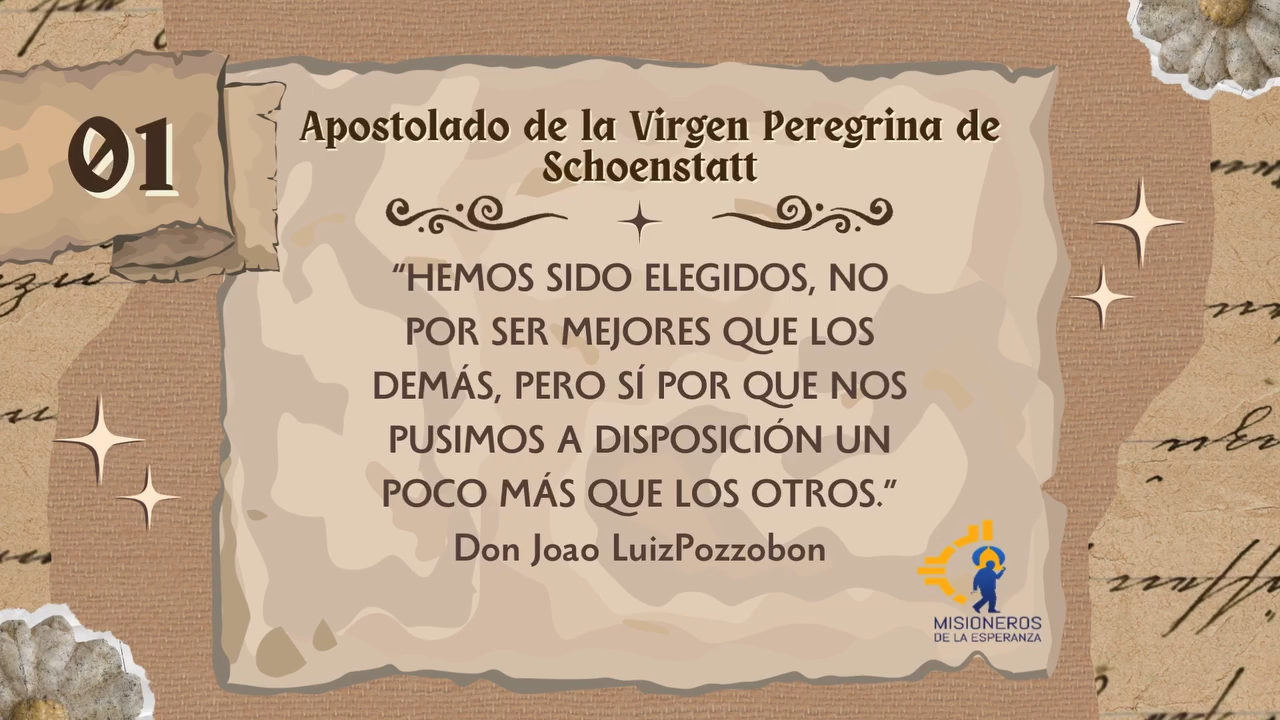 01
Apostolado de la Virgen Peregrina de
Schoenstatt
“HEMOS SIDO ELEGIDOS, NO
POR SER MEJORES QUE LOS
DEMÁS, PERO SÍ POR QUE NOS
PUSIMOS A DISPOSICIÓN UN
POCO MÁS QUE LOS OTROS.”
Don Joao LuizPozzobon
MISIONEROS
DE LA ESPERANZA